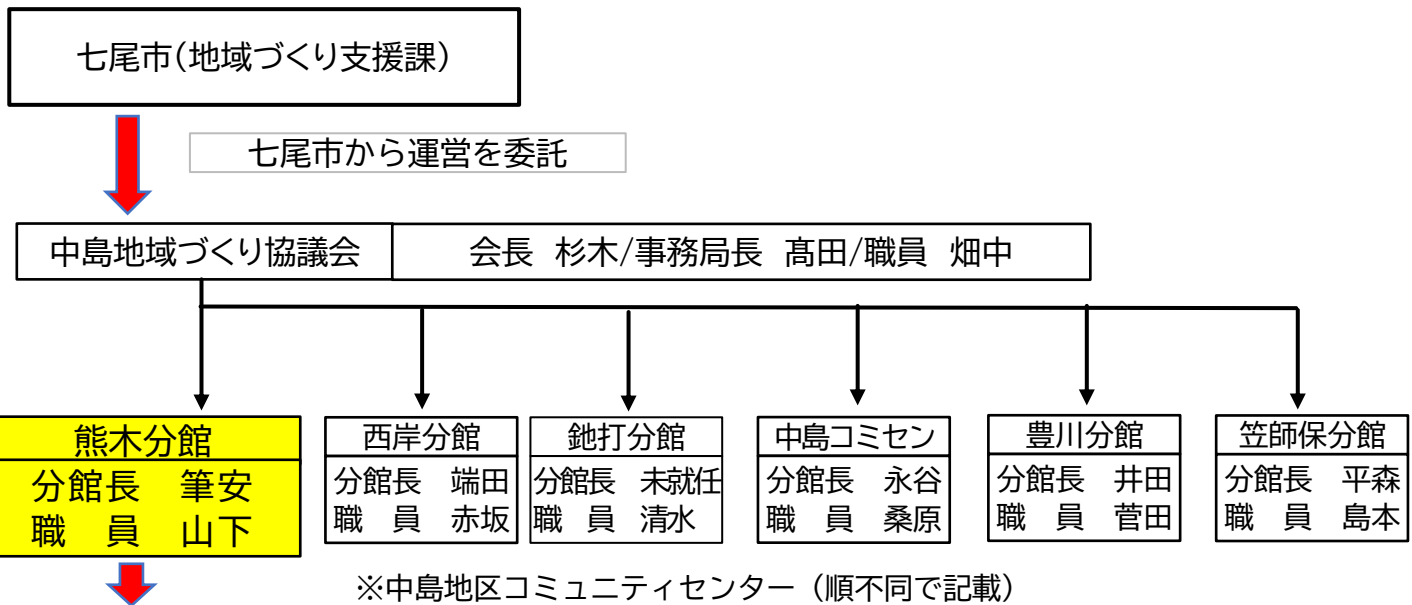 七尾市(地域づくり支援課)
七尾市から運営を委託
中島地域づくり協議会
会長 杉木/事務局長 髙田/職員 畑中
熊木分館
分館長 筆安
職 員 山下
西岸分館
分館長 端田
職 員 赤坂
釶打分館
分館長 未就任
職 員 清水
中島コミセン
分館長 永谷
職 員 桑原
豊川分館
分館長 井田
職 員 菅田
笠師保分館
分館長 平森
職 員 島本
※中島地区コミュニティセンター (順不同で記載)